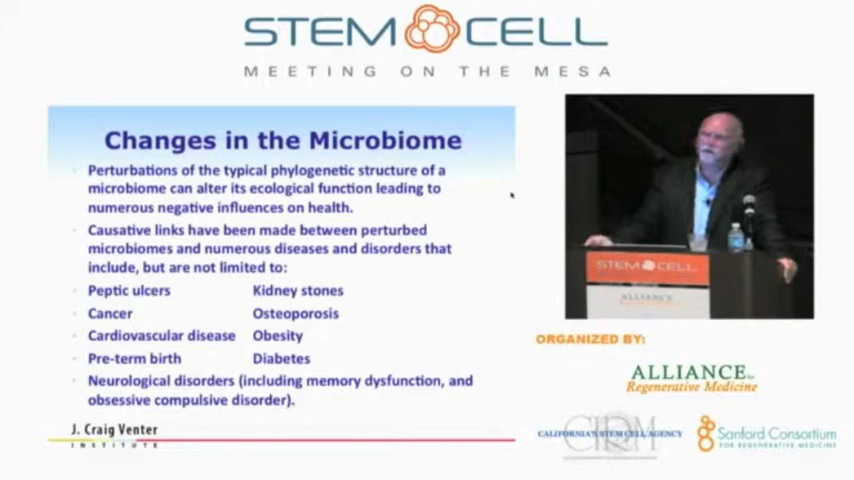 STEM CELL
MEETING ON THE MESA
Changes in the Microbiome
Perturbations of the typical phylogenetic structure of a
microbiome can alter its ecological function leading to
numerous negative influences on health.
Causative links have been made between perturbed
microbiomes and numerous diseases and disorders that
include, but are not limited to:
Peptic ulcers Kidney stones
Cancer Osteoporosis
Cardiovascular disease Obesity
Pre-term birth Diabetes
Neurological disorders (including memory dysfunction, and
obsessive compulsive disorder).
J. Craig Venter
INSTITUTE
STEM CELL
ALLIANCE
ORGANIZED BY:
ALLIANCE for
Regenerative Medicine
CIRM
CALIFORNIA'S STEM CELL AGENCY
Sanford Consortium
FOR REGENERATIVE MEDICINE